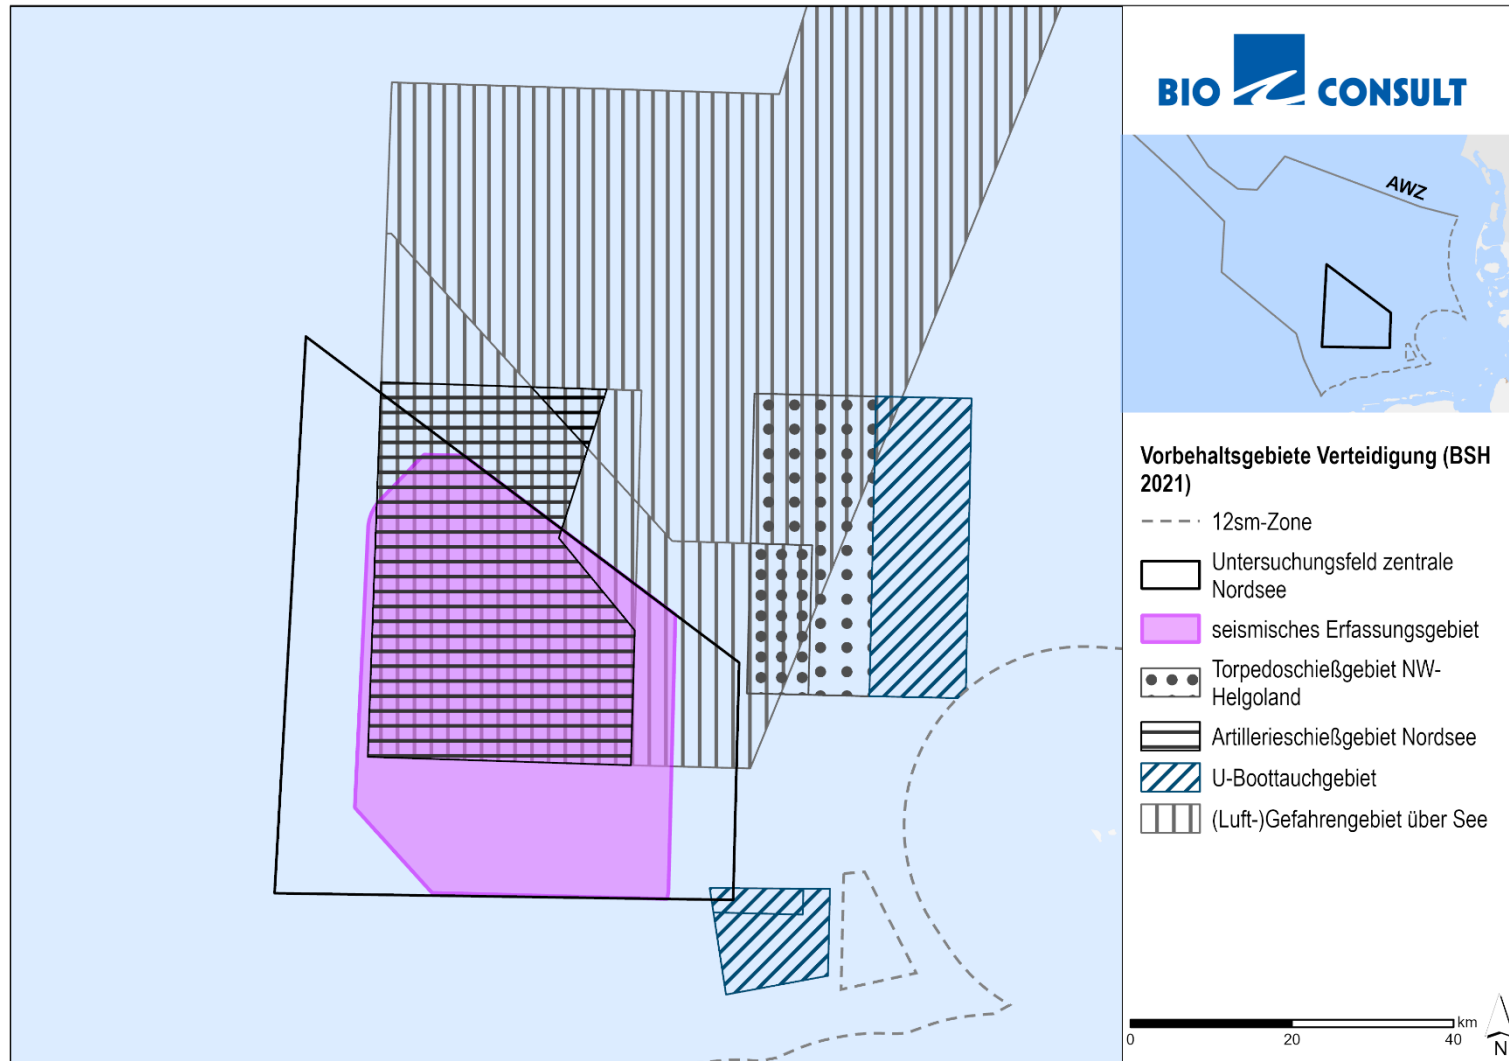 BIO CONSULT
AWZ
Vorbehaltsgebiete Verteidigung (BSH
2021)
12sm-Zone
Untersuchungsfeld zentrale
Nordsee
seismisches Erfassungsgebiet
Torpedoschießgebiet NW-
Helgoland
Artillerieschießgebiet Nordsee
U-Boottauchgebiet
(Luft-)Gefahrengebiet über See
km
0 20 40
N